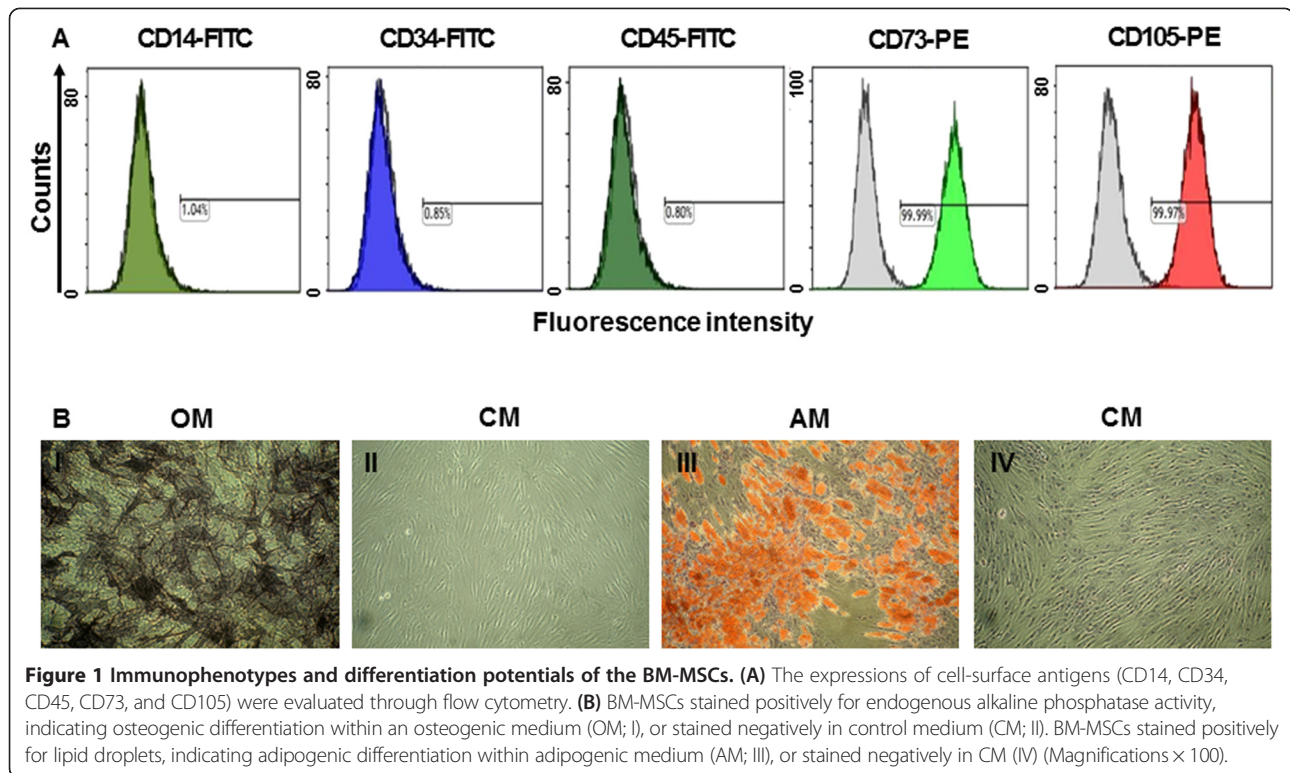 A
CD14-FITC CD34-FITC CD45-FITC CD73-PE CD105-PE
80 80 80 100 80
Counts
1.04% 0.85% 0.80% 99.99% 99.97%
0 0 0 0 0
Fluorescence intensity
B OM CM AM CM
I II III IV
Figure 1 Immunophenotypes and differentiation potentials of the BM-MSCs. (A) The expressions of cell-surface antigens (CD14, CD34,
CD45, CD73, and CD105) were evaluated through flow cytometry. (B) BM-MSCs stained positively for endogenous alkaline phosphatase activity,
indicating osteogenic differentiation within an osteogenic medium (OM; I), or stained negatively in control medium (CM; II). BM-MSCs stained positively
for lipid droplets, indicating adipogenic differentiation within adipogenic medium (AM; III), or stained negatively in CM (IV) (Magnifications × 100).